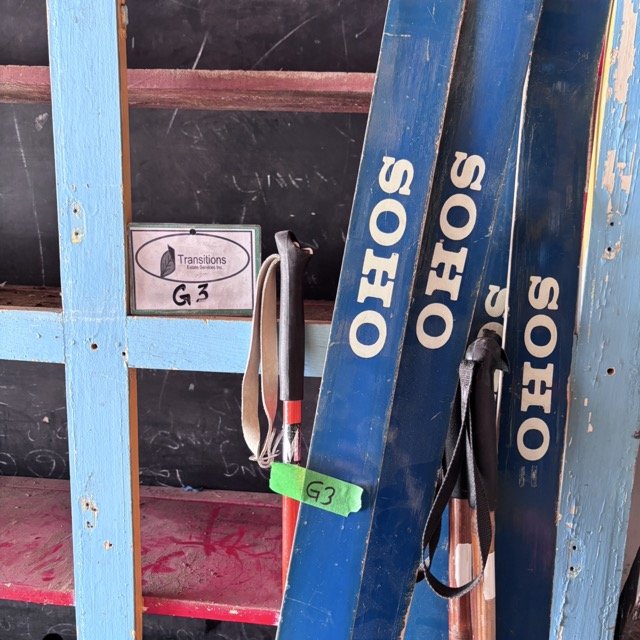 Transitions
Estate Services Inc.
G3
SOHO
SOHO
S
SOHO
G3